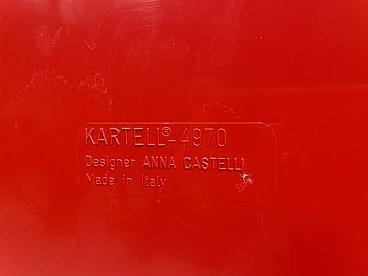 KARTELL®-4970
Designer ANNA CASTELLI
Made in Italy